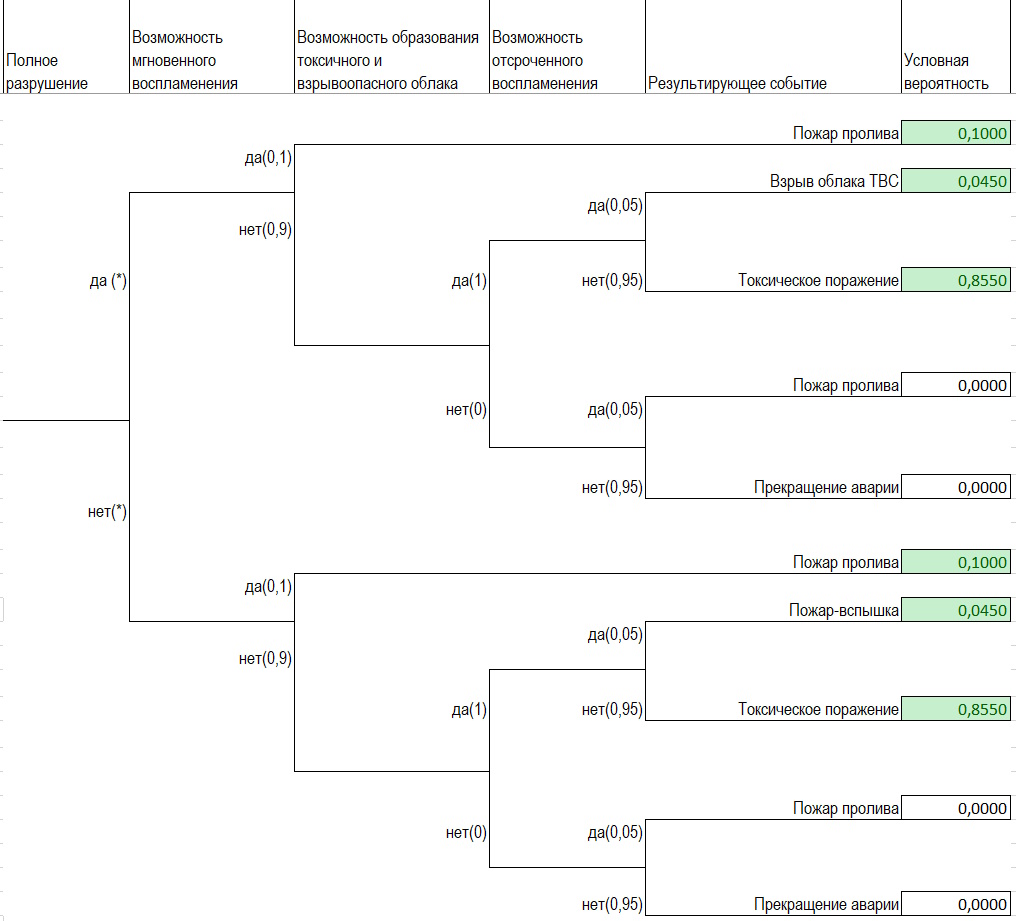 Полное
разрушение
Возможность
мгновенного
воспламенения
Возможность образования
токсичного и
взрывоопасного облака
Возможность
отсроченного
воспламенения
Результирующее событие
Условная
вероятность
Пожар пролива 0,1000
да(0,1)
Взрыв облака ТВС 0,0450
да(0,05)
нет(0,9)
да (*)
да(1)
нет(0,95)
Токсическое поражение 0,8550
Пожар пролива 0,0000
нет(0)
да(0,05)
нет(0,95)
Прекращение аварии 0,0000
нет(*)
Пожар пролива 0,1000
да(0,1)
Пожар-вспышка 0,0450
да(0,05)
нет(0,9)
да(1)
нет(0,95)
Токсическое поражение 0,8550
Пожар пролива 0,0000
нет(0)
да(0,05)
нет(0,95)
Прекращение аварии 0,0000